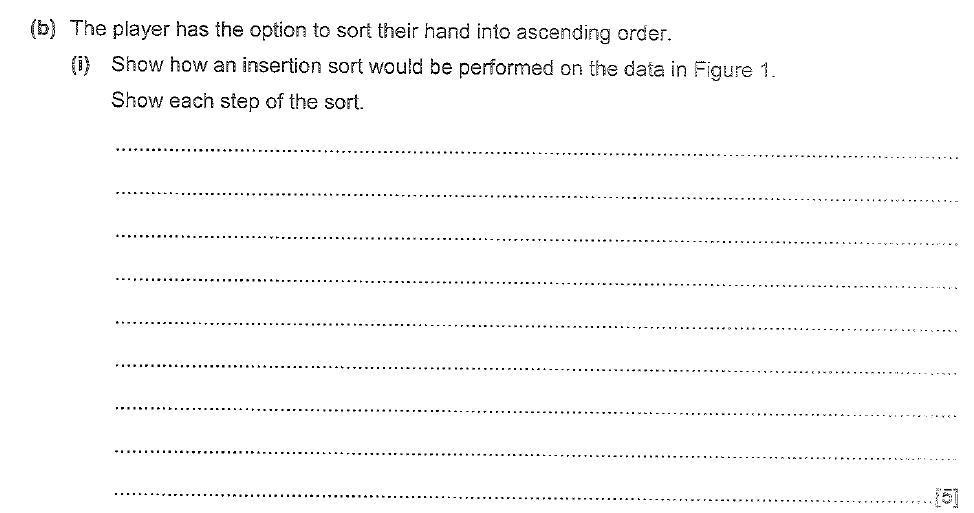 (b) The player has the option to sort their hand into ascending order.
(i) Show how an insertion sort would be performed on the data in Figure 1.
Show each step of the sort.
[5]